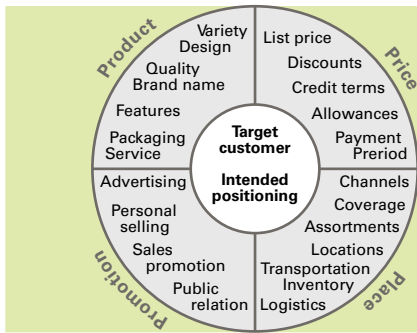 Product
Variety
Design
Quality
Brand name
Features
Packaging
Service
Price
List price
Discounts
Credit terms
Allowances
Payment
Preriod
Target
customer
Intended
positioning
Promotion
Advertising
Personal
selling
Sales
promotion
Public
relation
Place
Channels
Coverage
Assortments
Locations
Transportation
Inventory
Logistics